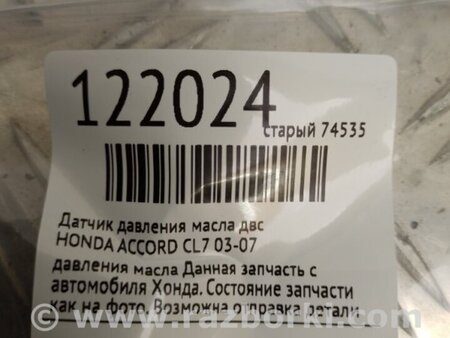 122024
старый 74535
Датчик давления масла двс
HONDA ACCORD CL7 03-07
давления масла Данная запчасть с
автомобиля Хонда. Состояние запчасти
как на фото. Возможна отправка детали
www.razborki.com